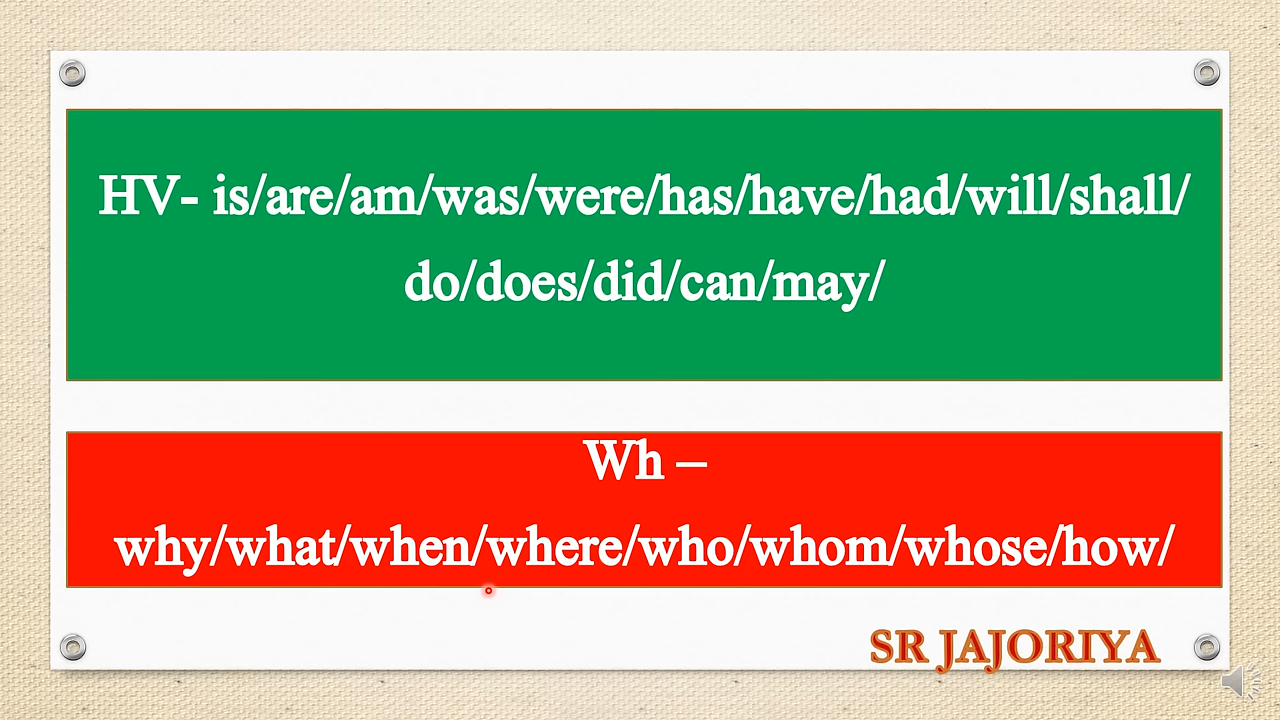 HV- is/are/am/was/were/has/have/had/will/shall/
do/does/did/can/may/
Wh –
why/what/when/where/who/whom/whose/how/
SR JAJORIYA